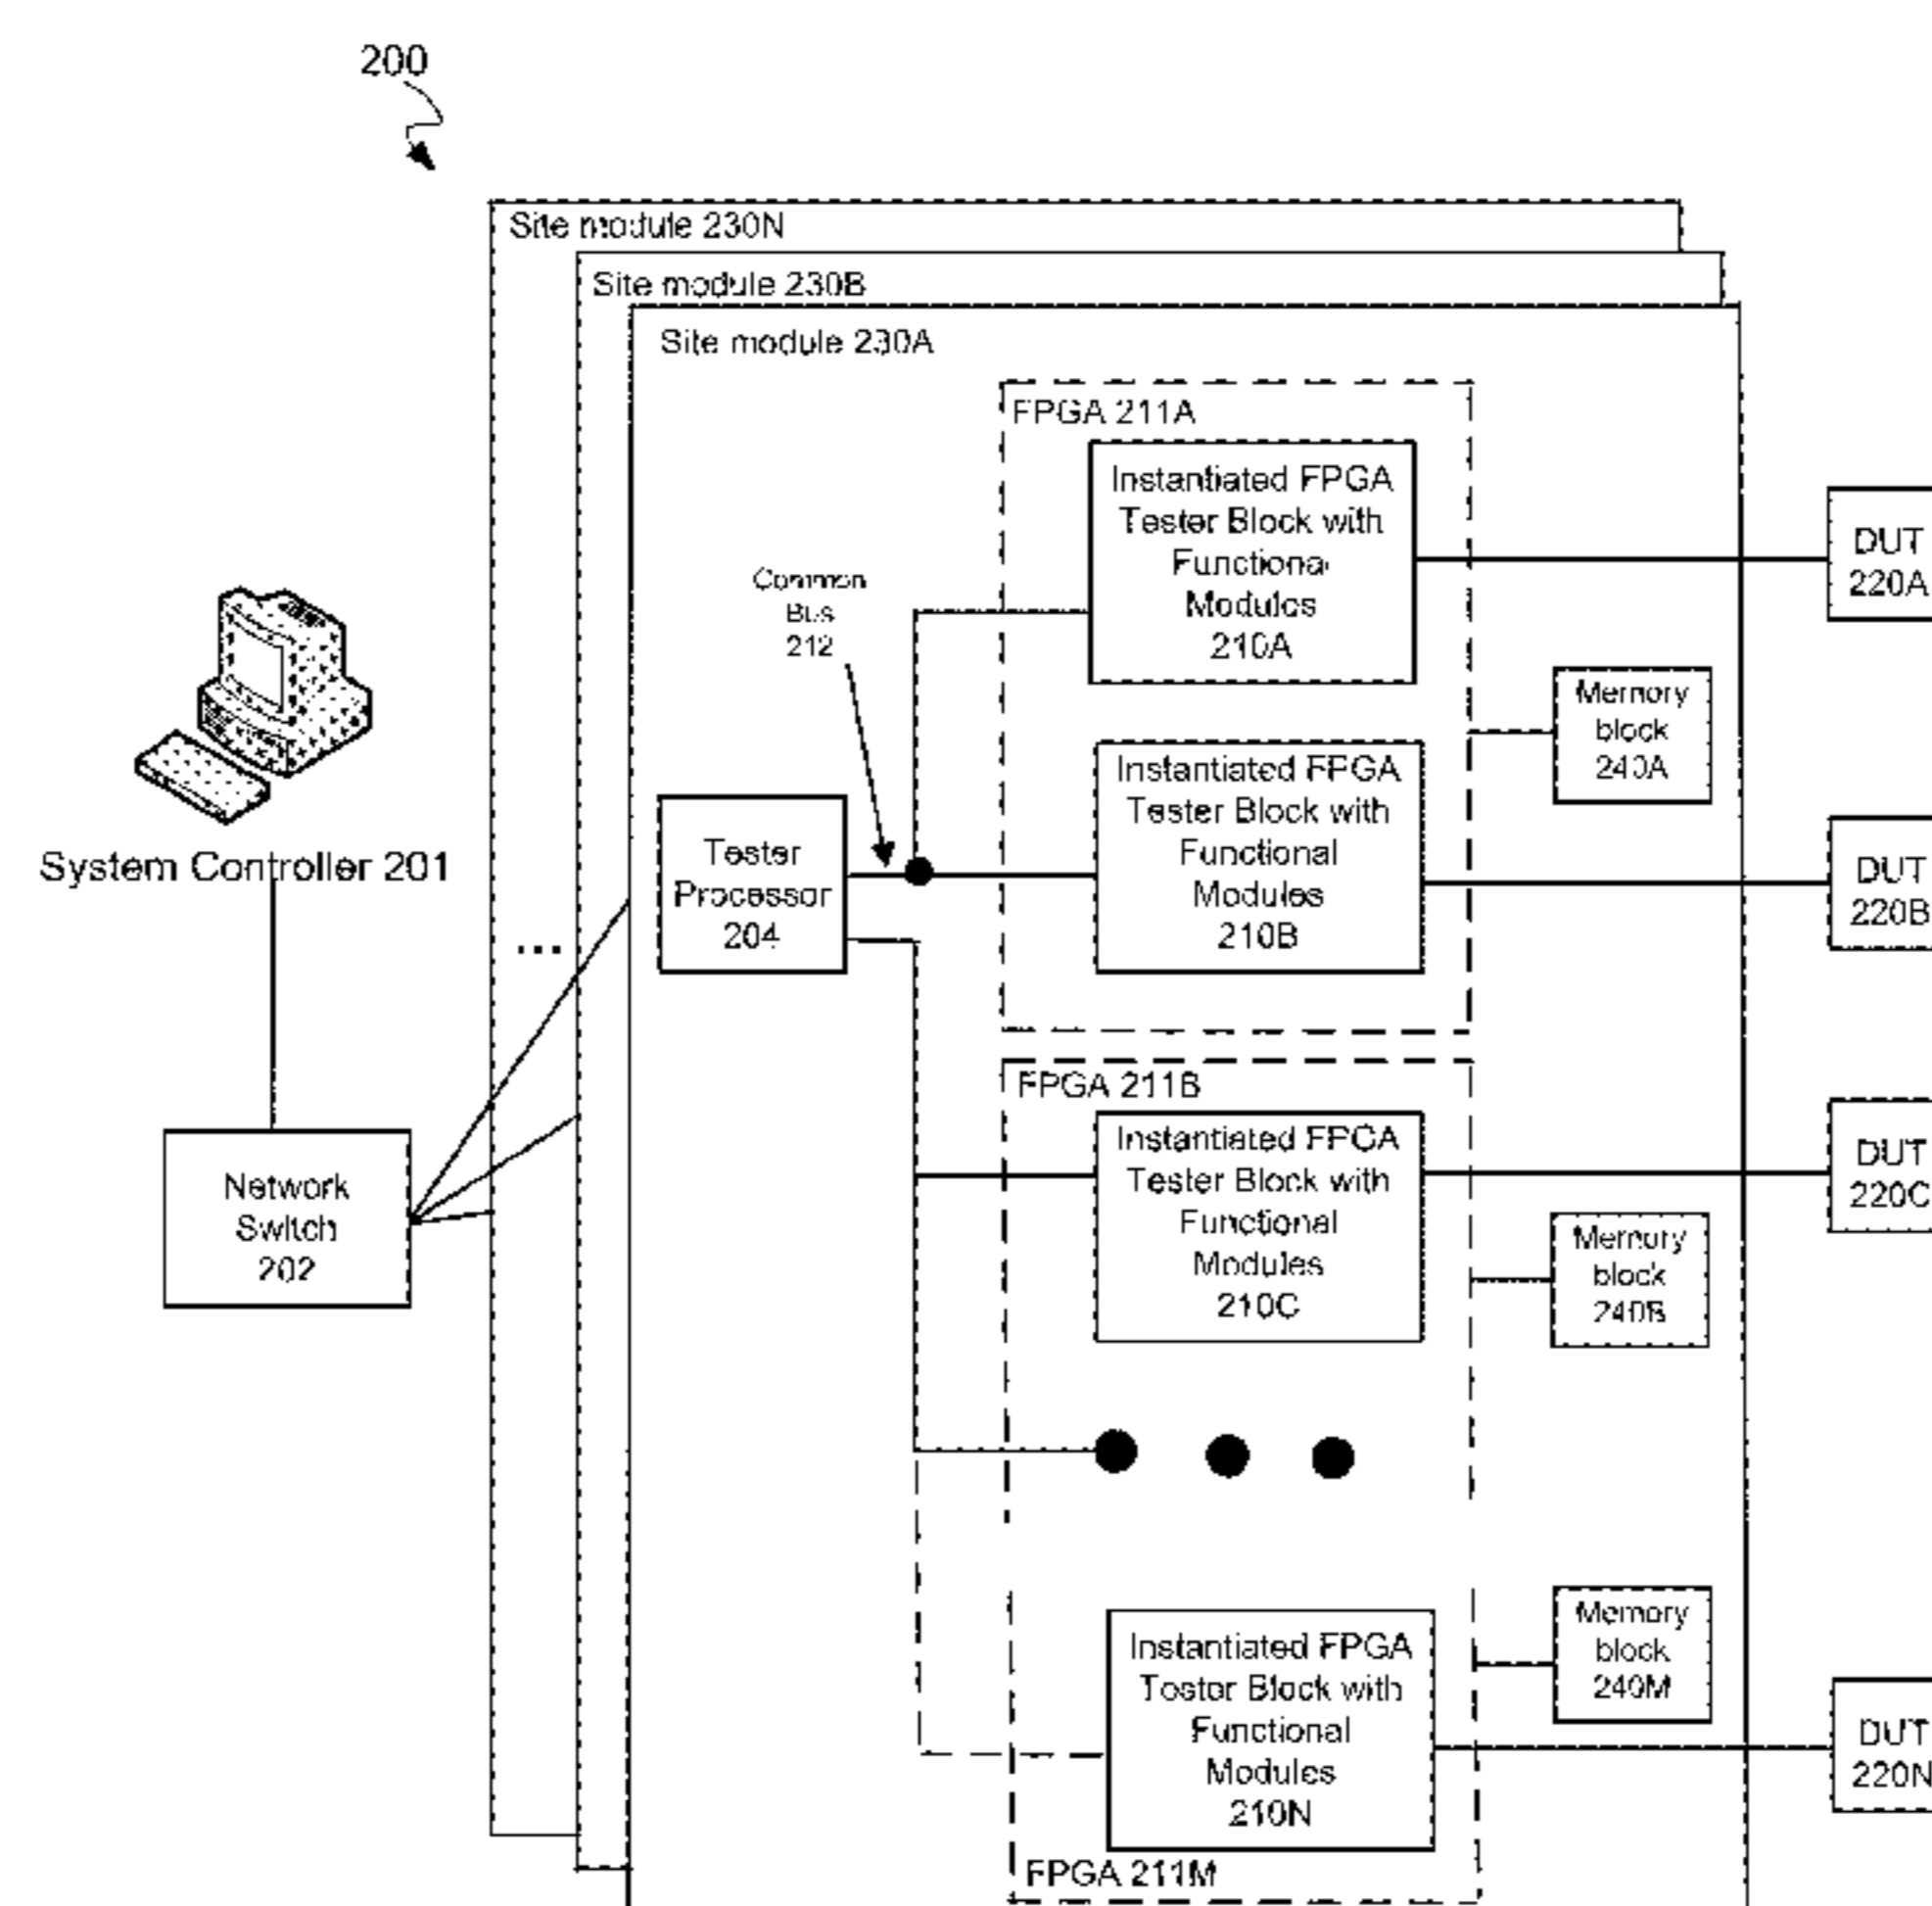 200
Site module 230N
Site module 230B
Site module 230A
FPGA 211A
Instantiated FPGA
Tester Block with
Functional
Modules
210A
DUT
220A
Common
Bus
212
Memory
block
240A
Instantiated FPGA
Tester Block with
Functional
Modules
210B
Tester
Processor
204
DUT
220B
System Controller 201
...
FPGA 211B
Instantiated FPGA
Tester Block with
Functional
Modules
210C
DUT
220C
Network
Switch
202
Memory
block
240B
Memory
block
240M
Instantiated FPGA
Tester Block with
Functional
Modules
210N
DUT
220N
FPGA 211M